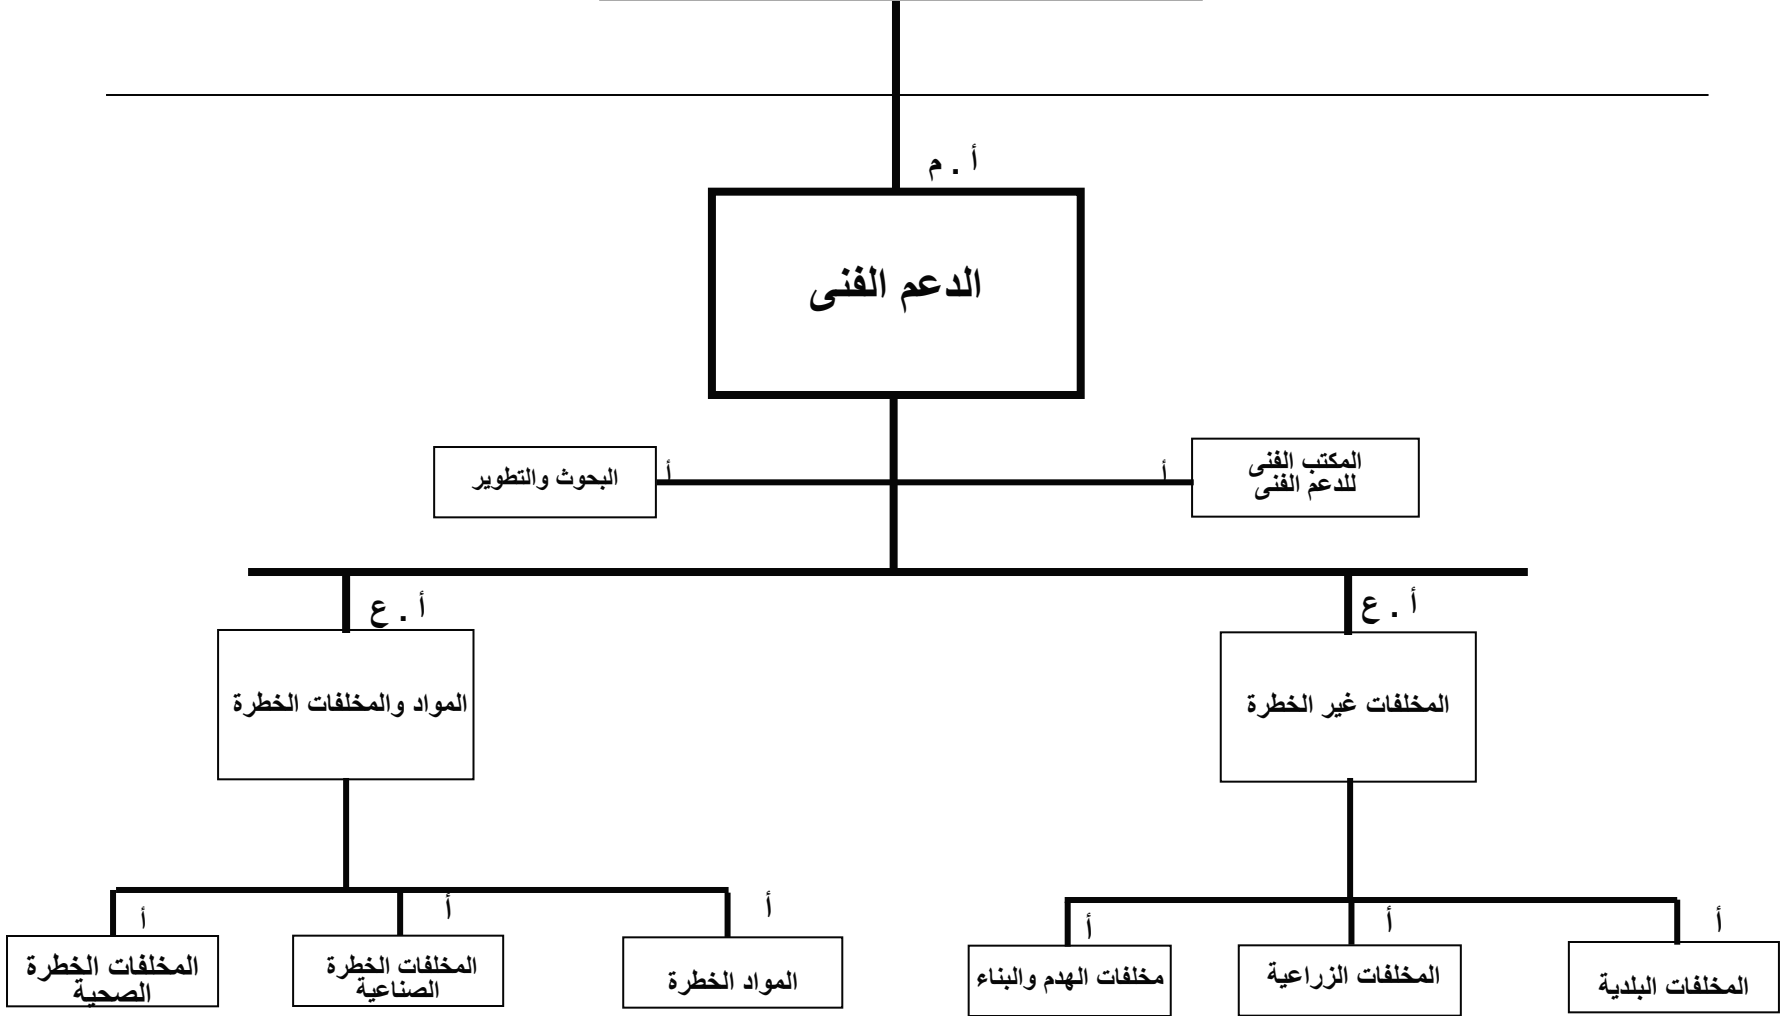 أ . م
الدعم الفنى
المكتب الفنى
للدعم الفنى
أ
أ
البحوث والتطوير
أ . ع
أ . ع
المخلفات غير الخطرة
المواد والمخلفات الخطرة
أ
أ
أ
أ
أ
أ
المخلفات البلدية
المخلفات الزراعية
مخلفات الهدم والبناء
المواد الخطرة
المخلفات الخطرة
الصناعية
المخلفات الخطرة
الصحية